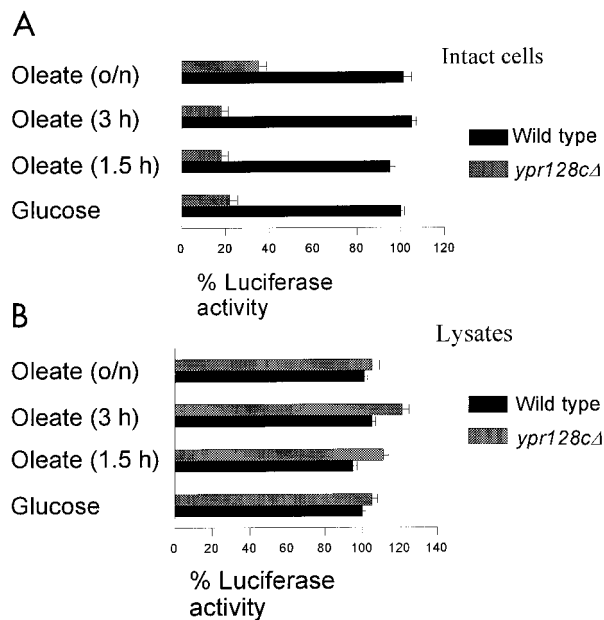 A
Intact cells
Oleate (o/n)
Oleate (3 h)
Oleate (1.5 h)
Glucose
Wild type
ypr128cΔ
0 20 40 60 80 100 120
% Luciferase
activity
B
Lysates
Oleate (o/n)
Oleate (3 h)
Oleate (1.5 h)
Glucose
Wild type
ypr128cΔ
0 20 40 60 80 100 120 140
% Luciferase
activity